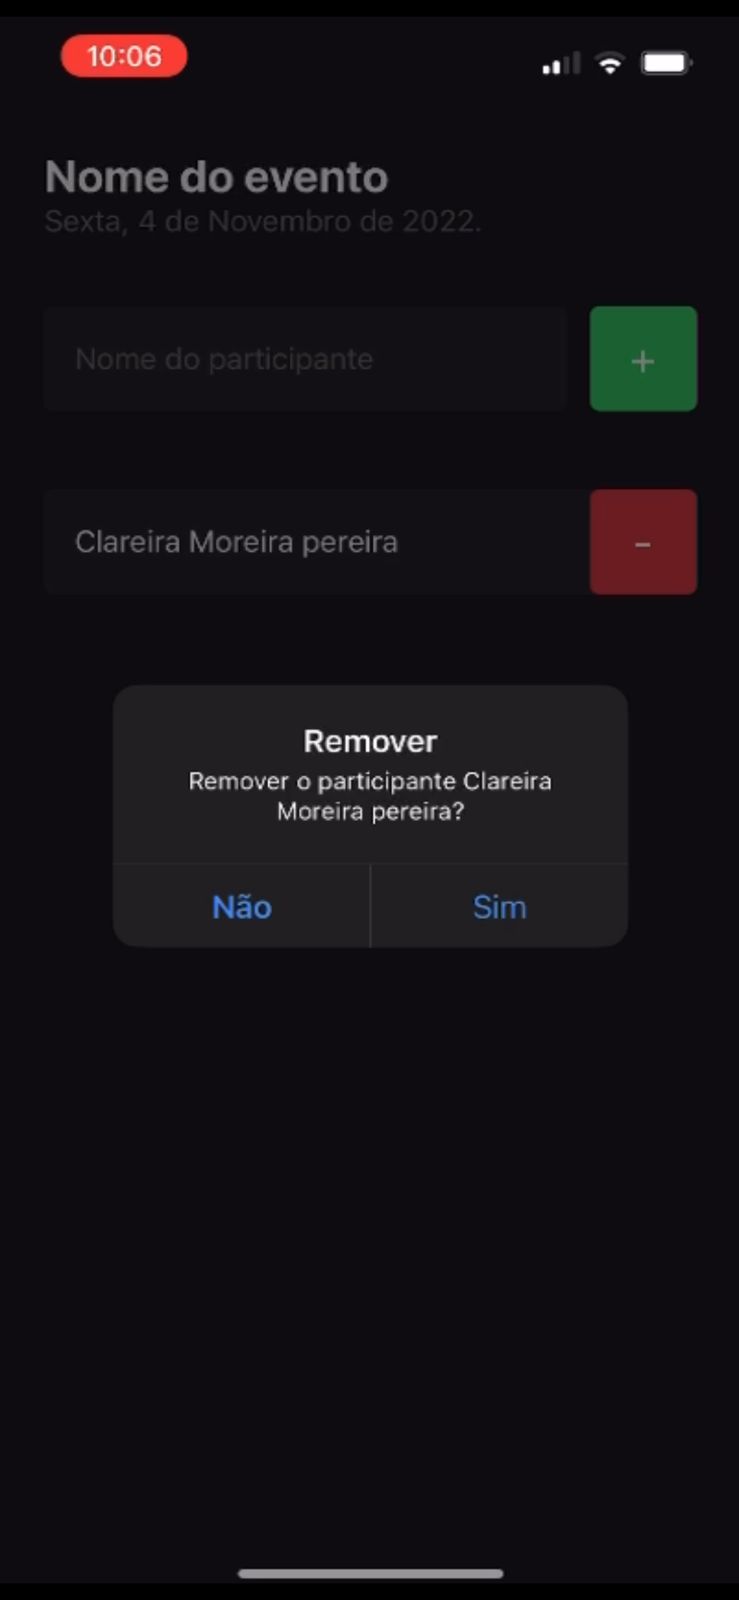 10:06
Nome do evento
Sexta, 4 de Novembro de 2022.
Nome do participante
+
Clareira Moreira pereira
-
Remover
Remover o participante Clareira
Moreira pereira?
Não
Sim